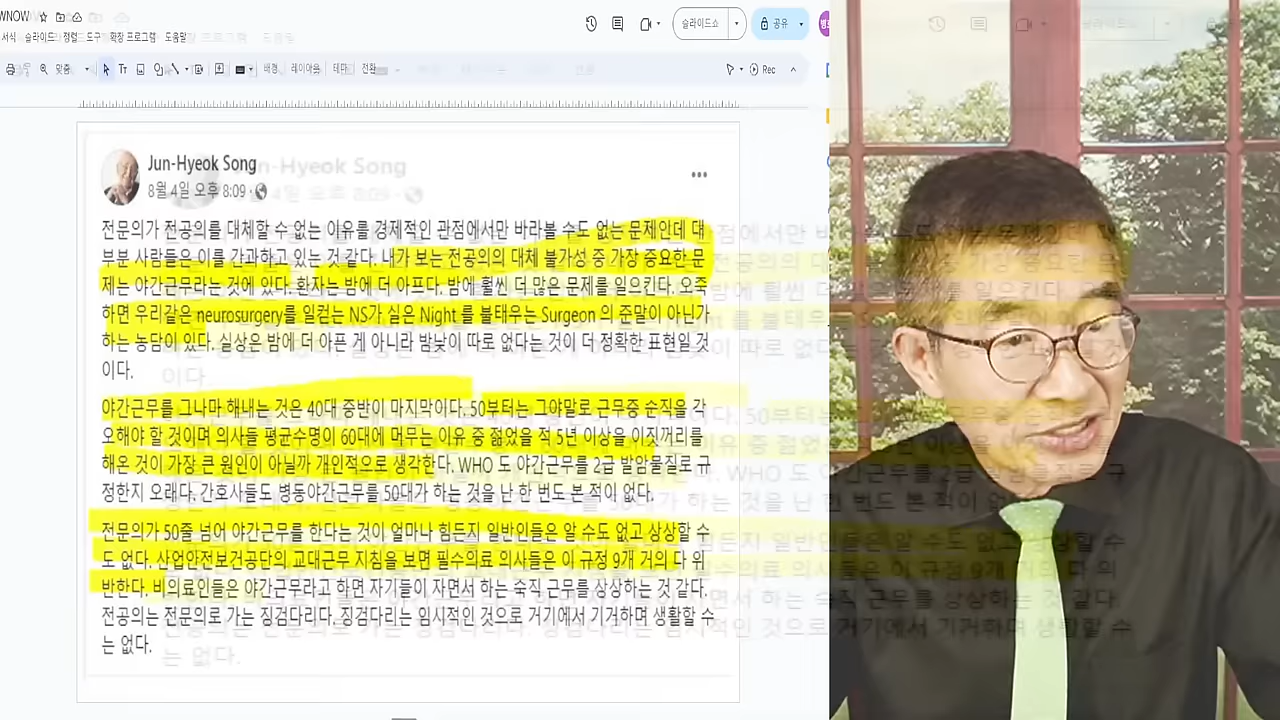 WNOW
서식 슬라이드 정렬 도구 확장 프로그램 도움말
슬라이드쇼
공유
맞춤
배경
레이아웃
테마
전환
Rec
Jun-Hyeok Song
8월 4일 오후 8:09
전문의가 전공의를 대체할 수 없는 이유를 경제적인 관점에서만 바라볼 수도 없는 문제인데 대
부분 사람들은 이를 간과하고 있는 것 같다. 내가 보는 전공의의 대체 불가성 중 가장 중요한 문
제는 야간근무라는 것에 있다. 환자는 밤에 더 아프다. 밤에 훨씬 더 많은 문제를 일으킨다. 오죽
하면 우리같은 neurosurgery를 일컫는 NS가 싫은 Night 를 불태우는 Surgeon 의 준말이 아닌가
하는 농담이 있다. 실상은 밤에 더 아픈 게 아니라 밤낮이 따로 없다는 것이 더 정확한 표현일 것
이다.
야간근무를 그나마 해내는 것은 40대 중반이 마지막이다. 50부터는 그야말로 근무중 순직을 각
오해야 할 것이며 의사들 평균수명이 60대에 머무는 이유 중 젊었을 적 5년 이상을 이짓꺼리를
해온 것이 가장 큰 원인이 아닐까 개인적으로 생각한다. WHO 도 야간근무를 2급 발암물질로 규
정한지 오래다. 간호사들도 병동야간근무를 50대가 하는 것을 난 한 번도 본 적이 없다.
전문의가 50줄 넘어 야간근무를 한다는 것이 얼마나 힘든지 일반인들은 알 수도 없고 상상할 수
도 없다. 산업안전보건공단의 교대근무 지침을 보면 필수의료 의사들은 이 규정 9개 거의 다 위
반한다. 비의료인들은 야간근무라고 하면 자기들이 자면서 하는 숙직 근무를 상상하는 것 같다.
전공의는 전문의로 가는 징검다리다, 징검다리는 임시적인 것으로 거기에서 기거하며 생활할 수
는 없다.